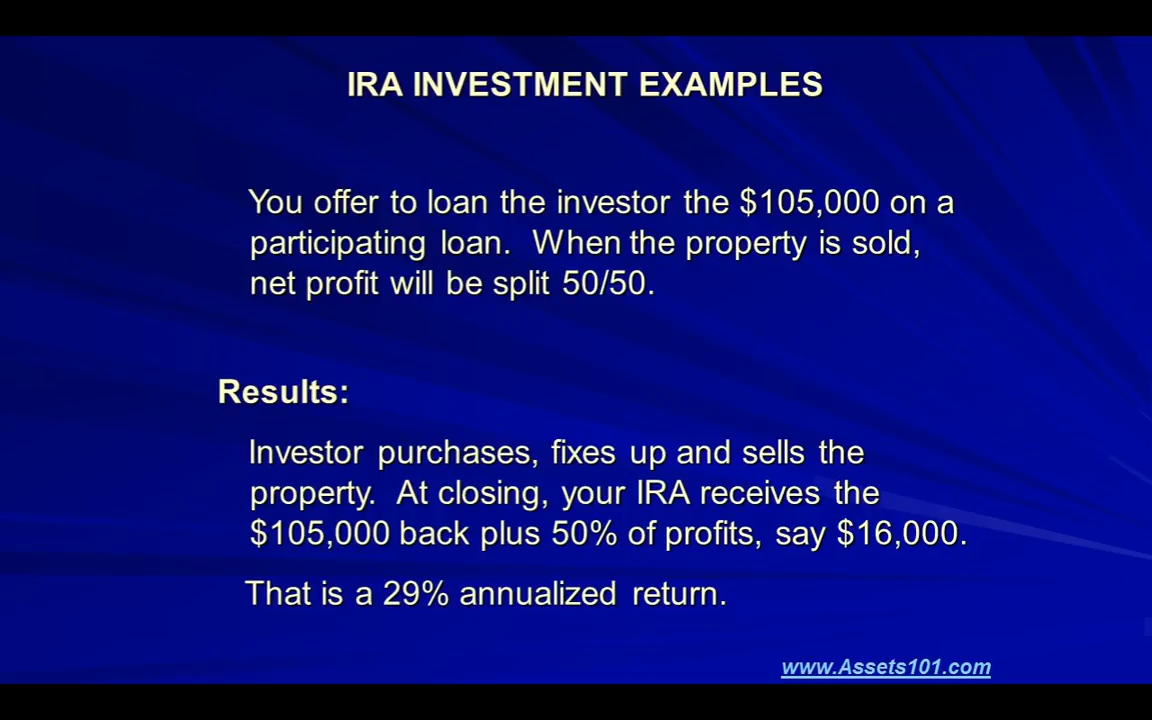 IRA INVESTMENT EXAMPLES
You offer to loan the investor the $105,000 on a
participating loan. When the property is sold,
net profit will be split 50/50.
Results:
Investor purchases, fixes up and sells the
property. At closing, your IRA receives the
$105,000 back plus 50% of profits, say $16,000.
That is a 29% annualized return.
www.Assets101.com